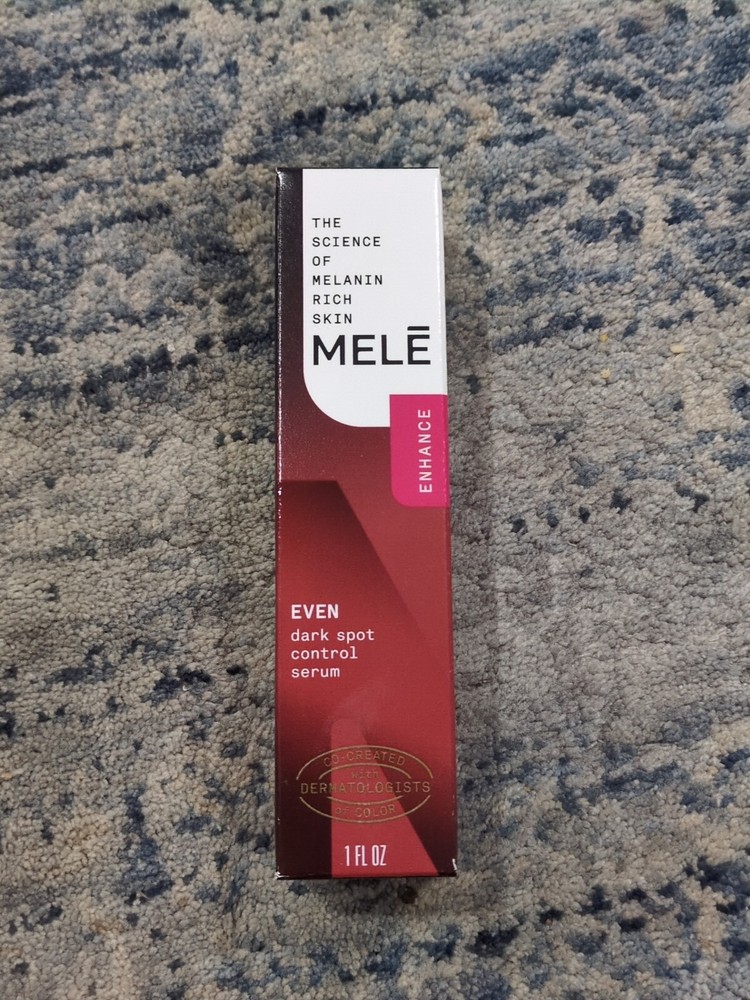 THE
SCIENCE
OF
MELANIN
RICH
SKIN
MELĒ
ENHANCE
EVEN
dark spot
control
serum
CO-CREATED
with
DERMATOLOGISTS
OF COLOR
1 FL OZ